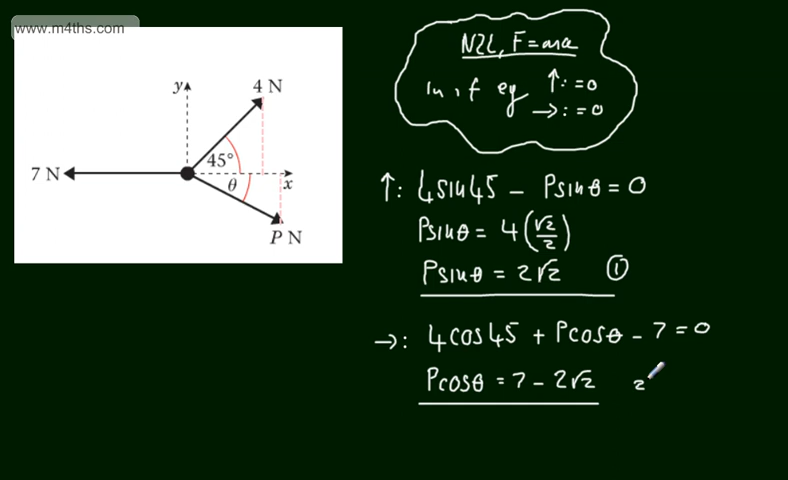 www.m4ths.com
y
4 N
45°
7 N
θ
x
P N
N2L, F=ma
in eq ↑:=0
→:=0
↑: 4sin45 - Psinθ = 0
Psinθ = 4(√2/2)
Psinθ = 2√2 ①
→: 4cos45 + Pcosθ - 7 = 0
Pcosθ = 7 - 2√2 2